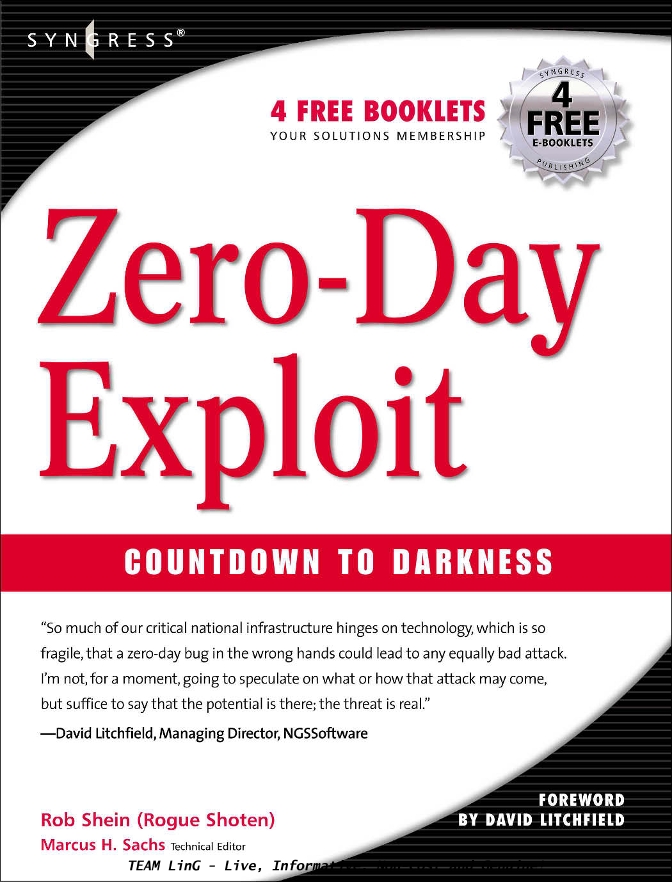 SYNGRESS®
4 FREE BOOKLETS
YOUR SOLUTIONS MEMBERSHIP
SYNGRESS
4
FREE
E-BOOKLETS
PUBLISHING
Zero-Day
Exploit
COUNTDOWN TO DARKNESS
“So much of our critical national infrastructure hinges on technology, which is so
fragile, that a zero-day bug in the wrong hands could lead to any equally bad attack.
I’m not, for a moment, going to speculate on what or how that attack may come,
but suffice to say that the potential is there; the threat is real.”
—David Litchfield, Managing Director, NGSSoftware
FOREWORD
BY DAVID LITCHFIELD
Rob Shein (Rogue Shoten)
Marcus H. Sachs Technical Editor
TEAM LinG - Live,